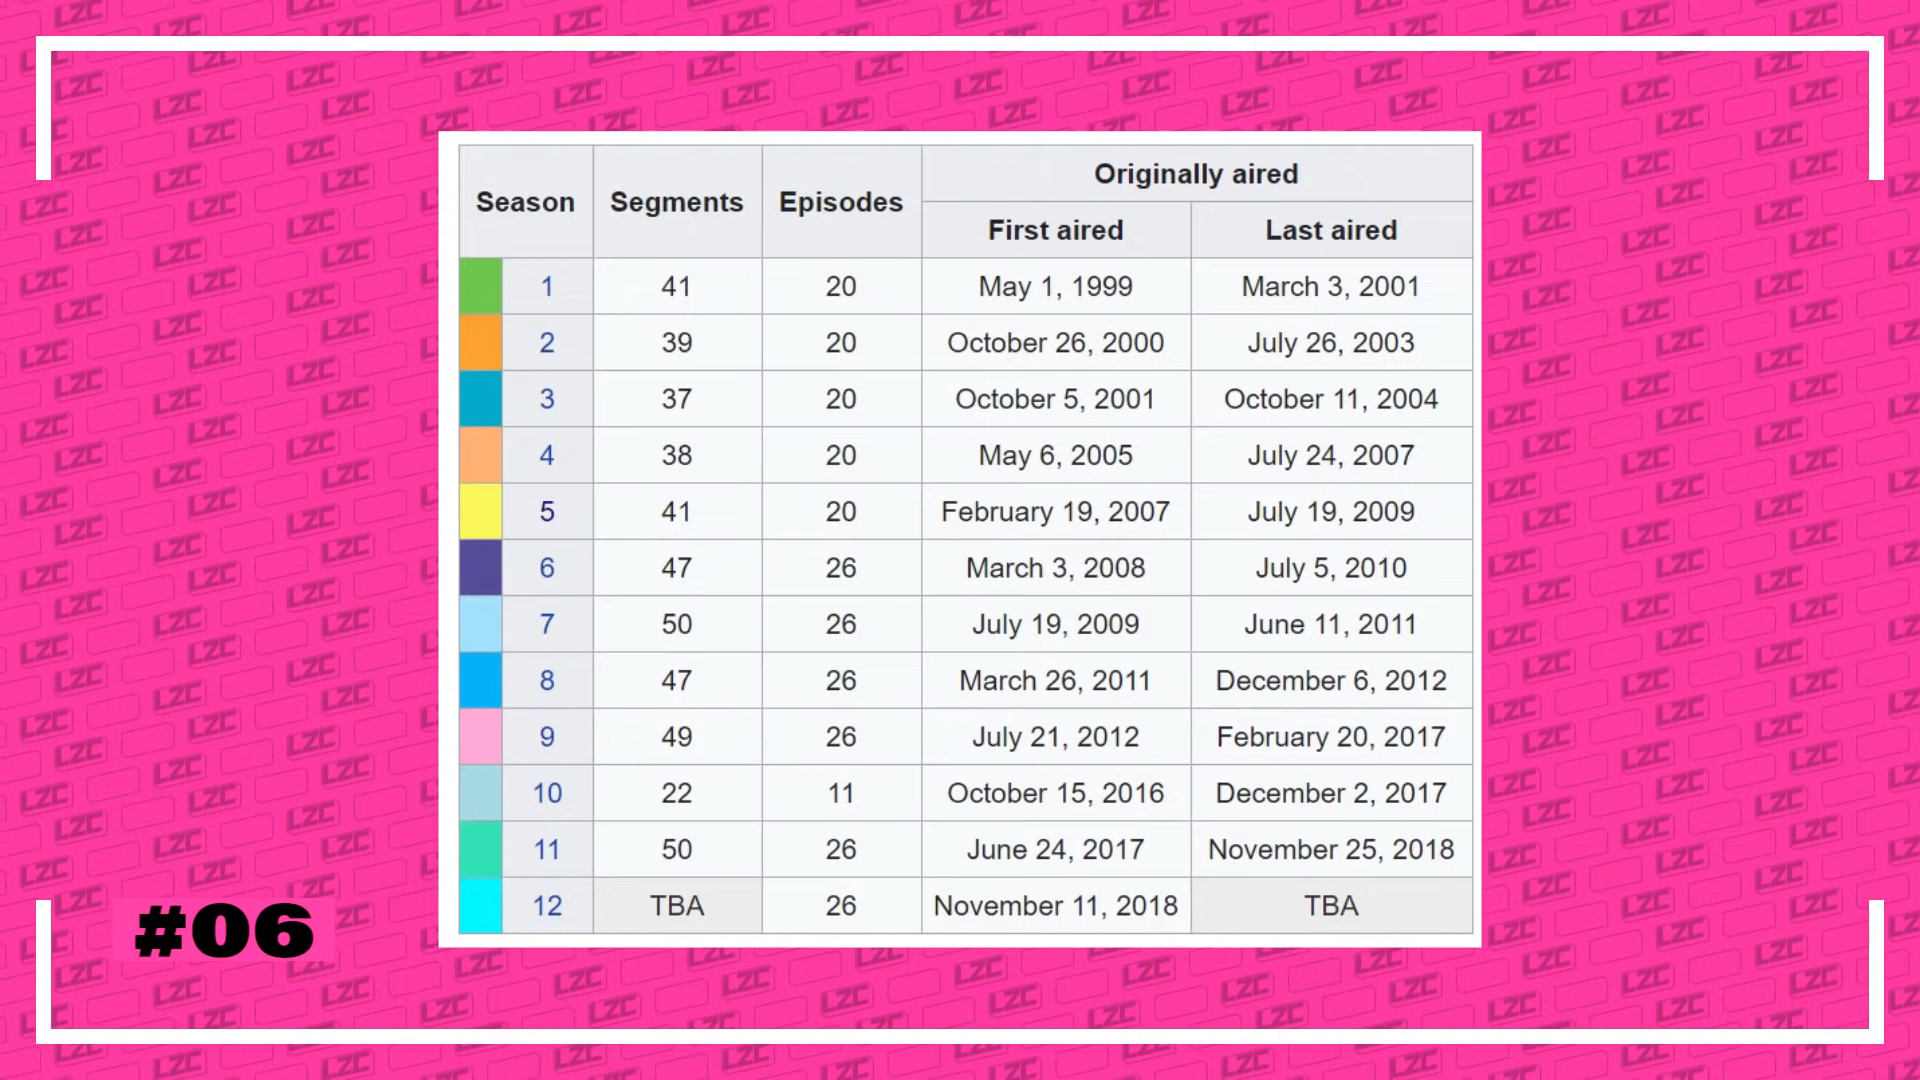 Season Segments Episodes Originally aired
First aired Last aired
1 41 20 May 1, 1999 March 3, 2001
2 39 20 October 26, 2000 July 26, 2003
3 37 20 October 5, 2001 October 11, 2004
4 38 20 May 6, 2005 July 24, 2007
5 41 20 February 19, 2007 July 19, 2009
6 47 26 March 3, 2008 July 5, 2010
7 50 26 July 19, 2009 June 11, 2011
8 47 26 March 26, 2011 December 6, 2012
9 49 26 July 21, 2012 February 20, 2017
10 22 11 October 15, 2016 December 2, 2017
11 50 26 June 24, 2017 November 25, 2018
12 TBA 26 November 11, 2018 TBA
#06
LZC